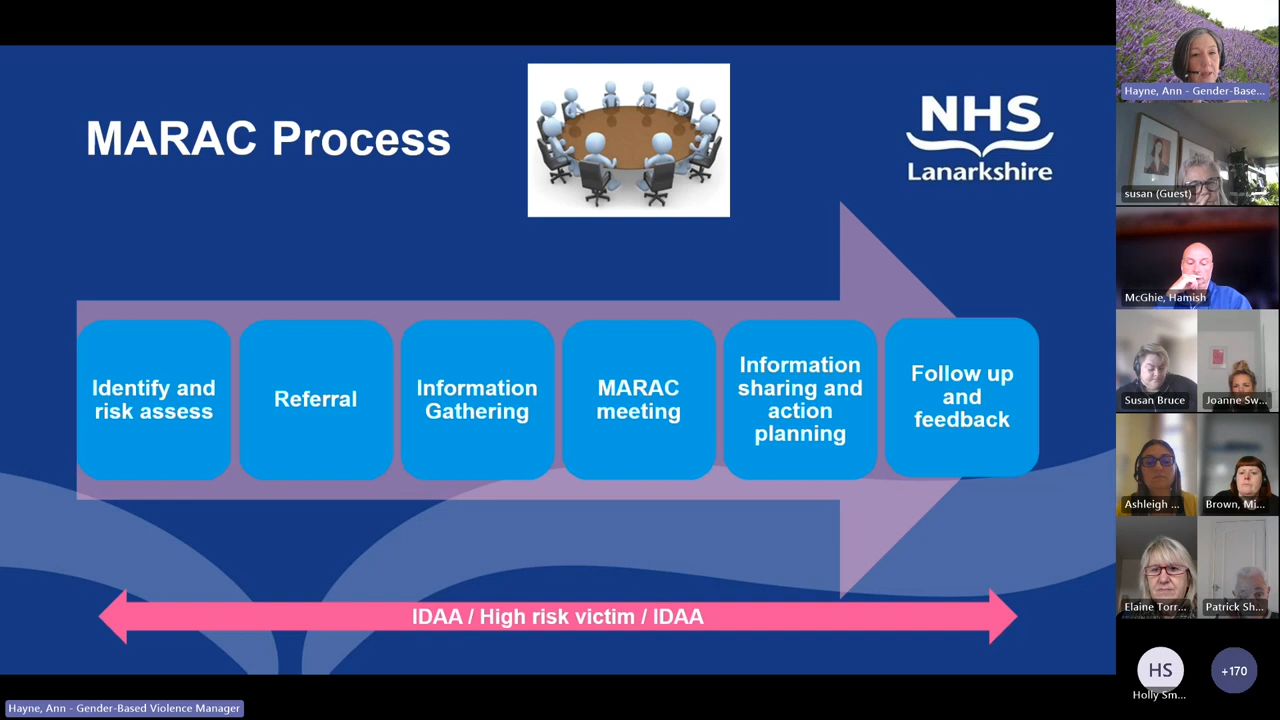 MARAC Process
NHS
Lanarkshire
Identify and
risk assess
Referral
Information
Gathering
MARAC
meeting
Information
sharing and
action
planning
Follow up
and
feedback
IDAA / High risk victim / IDAA
Hayne, Ann - Gender-Based Violence Manager
Hayne, Ann - Gender-Base...
susan (Guest)
McGhie, Hamish
Susan Bruce
Joanne Sw...
Ashleigh ...
Brown, Mi...
Elaine Torr...
Patrick Sh...
HS
Holly Sm...
+170